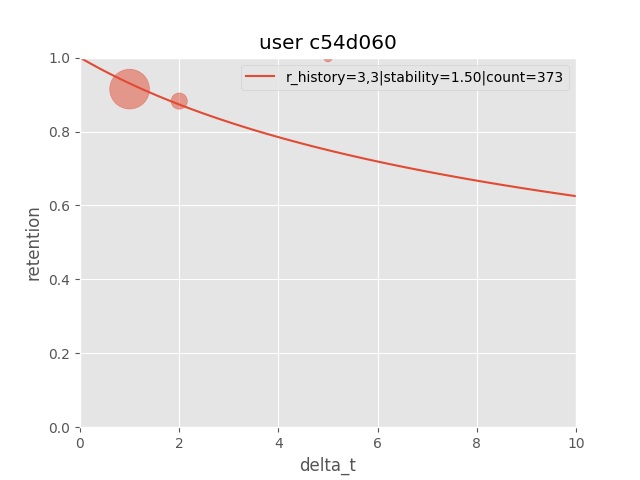 user c54d060
r_history=3,3|stability=1.50|count=373
retention
1.0
0.8
0.6
0.4
0.2
0.0
0 2 4 6 8 10
delta_t